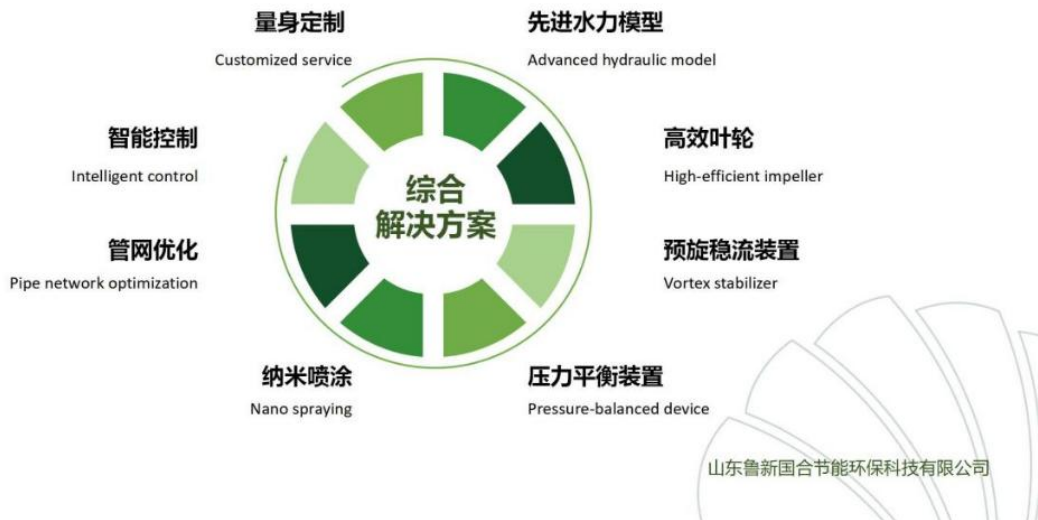 量身定制
Customized service
先进水力模型
Advanced hydraulic model
智能控制
Intelligent control
高效叶轮
High-efficient impeller
综合
解决方案
管网优化
Pipe network optimization
预旋稳流装置
Vortex stabilizer
纳米喷涂
Nano spraying
压力平衡装置
Pressure-balanced device
山东鲁新国合节能环保科技有限公司